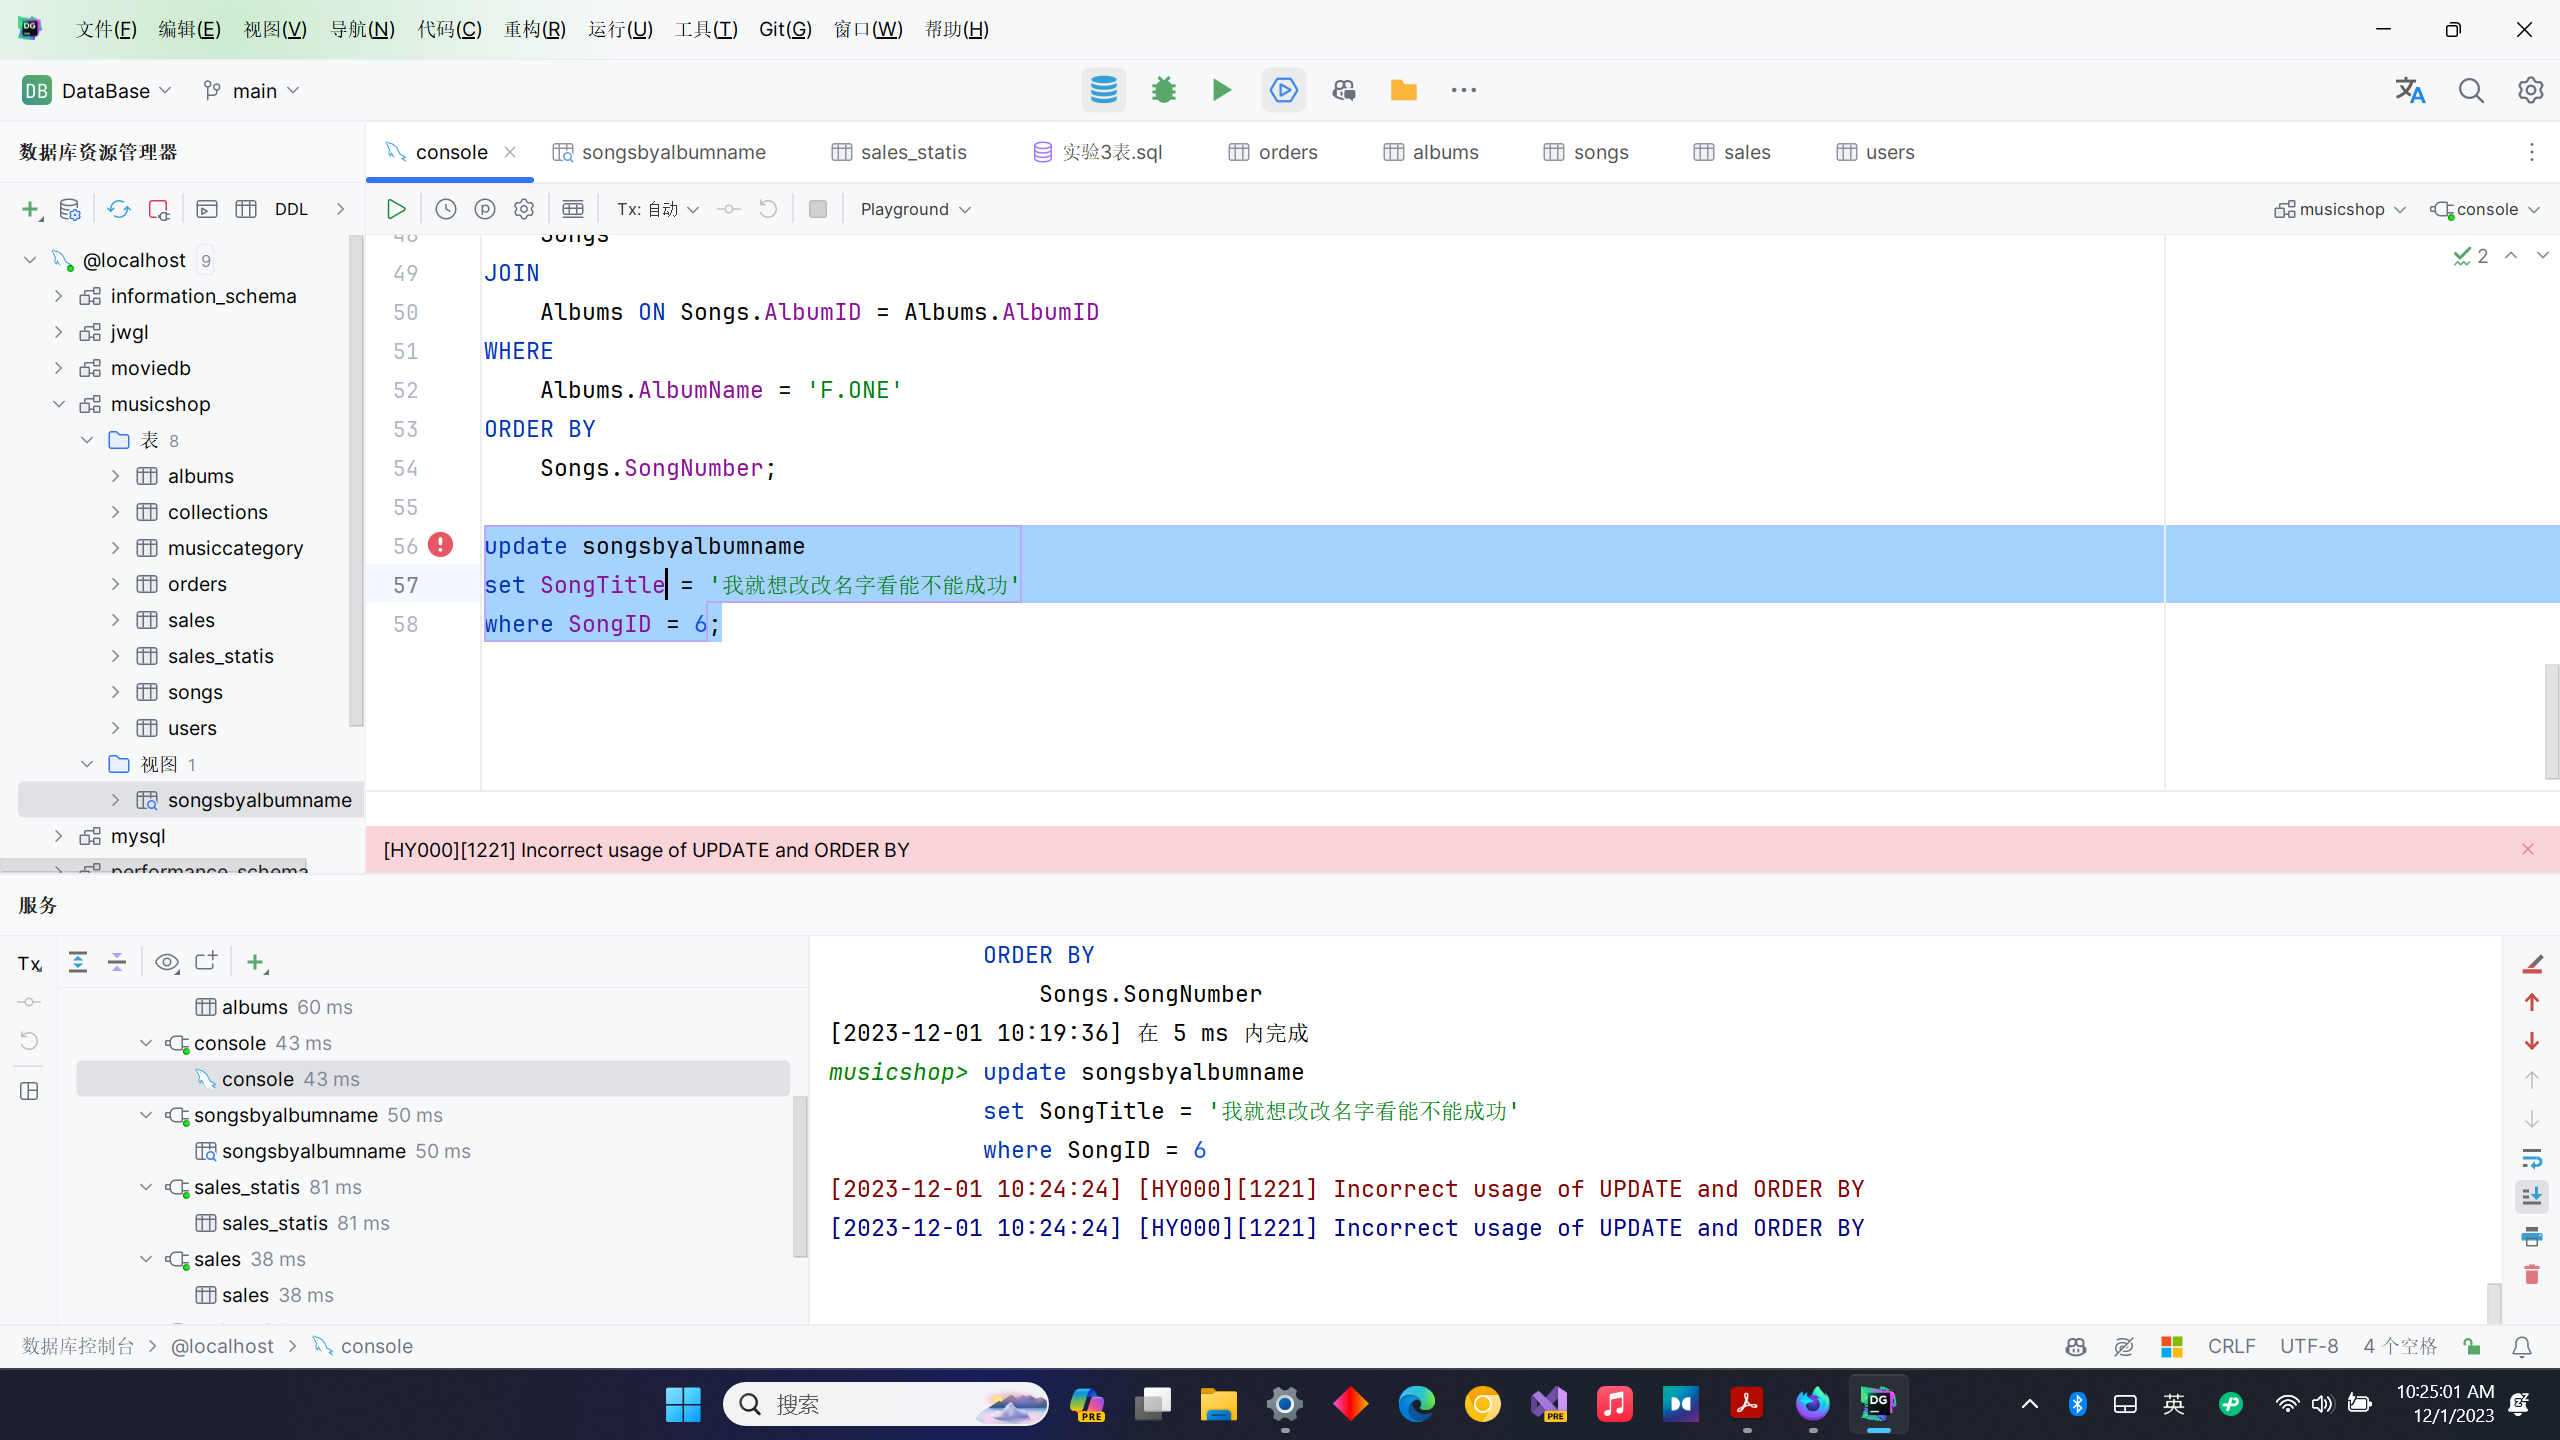 文件(F) 编辑(E) 视图(V) 导航(N) 代码(C) 重构(R) 运行(U) 工具(T) Git(G) 窗口(W) 帮助(H)
DB DataBase main
数据库资源管理器
console songsbyalbumname sales_statis 实验3表.sql orders albums songs sales users
DDL
Tx: 自动 Playground musicshop console
@localhost 9
information_schema
jwgl
moviedb
musicshop
表 8
albums
collections
musiccategory
orders
sales
sales_statis
songs
users
视图 1
songsbyalbumname
mysql
performance_schema
48 Songs
49 JOIN
50 Albums ON Songs.AlbumID = Albums.AlbumID
51 WHERE
52 Albums.AlbumName = 'F.ONE'
53 ORDER BY
54 Songs.SongNumber;
55
56 update songsbyalbumname
57 set SongTitle = '我就想改改名字看能不能成功'
58 where SongID = 6;
2
[HY000][1221] Incorrect usage of UPDATE and ORDER BY
服务
Tx
albums 60 ms
console 43 ms
console 43 ms
songsbyalbumname 50 ms
songsbyalbumname 50 ms
sales_statis 81 ms
sales_statis 81 ms
sales 38 ms
sales 38 ms
ORDER BY
Songs.SongNumber
[2023-12-01 10:19:36] 在 5 ms 内完成
musicshop> update songsbyalbumname
set SongTitle = '我就想改改名字看能不能成功'
where SongID = 6
[2023-12-01 10:24:24] [HY000][1221] Incorrect usage of UPDATE and ORDER BY
[2023-12-01 10:24:24] [HY000][1221] Incorrect usage of UPDATE and ORDER BY
数据库控制台 @localhost console
CRLF UTF-8 4 个空格
搜索
PRE
PRE
DG
英
10:25:01 AM
12/1/2023